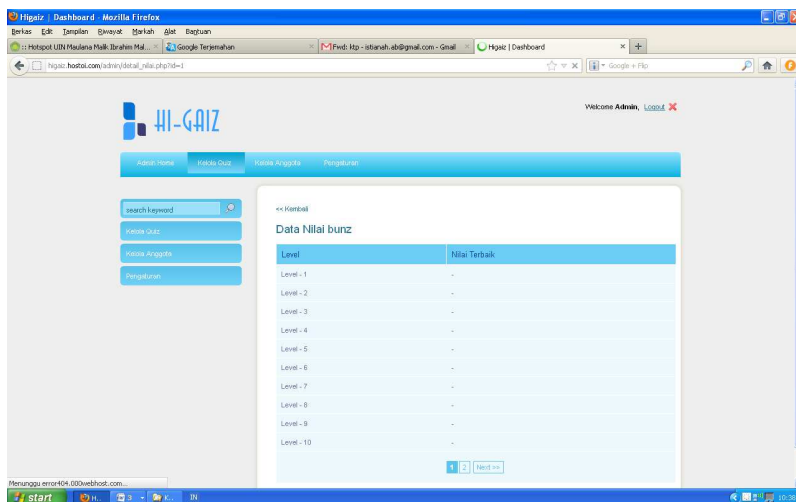 Higaiz | Dashboard - Mozilla Firefox
Berkas Edit Tampilan Riwayat Markah Alat Bantuan
:: Hotspot UIN Maulana Malik Ibrahim Mal... × Google Terjemahan × Fwd: ktp - istianah.ab@gmail.com - Gmail × Higaiz | Dashboard × +
higaiz.hostoi.com/admin/detail_nilai.php?id=1 Google + Flip
HI-GAIZ
Welcome Admin, Logout
Admin Home Kelola Quiz Kelola Anggota Pengaturan
search keyword
Kelola Quiz
Kelola Anggota
Pengaturan
<< Kembali
Data Nilai bunz
Level Nilai Terbaik
Level - 1 -
Level - 2 -
Level - 3 -
Level - 4 -
Level - 5 -
Level - 6 -
Level - 7 -
Level - 8 -
Level - 9 -
Level - 10 -
1 2 Next >>
Menunggu error404.000webhost.com...
start H... 3 K... IN 10:38